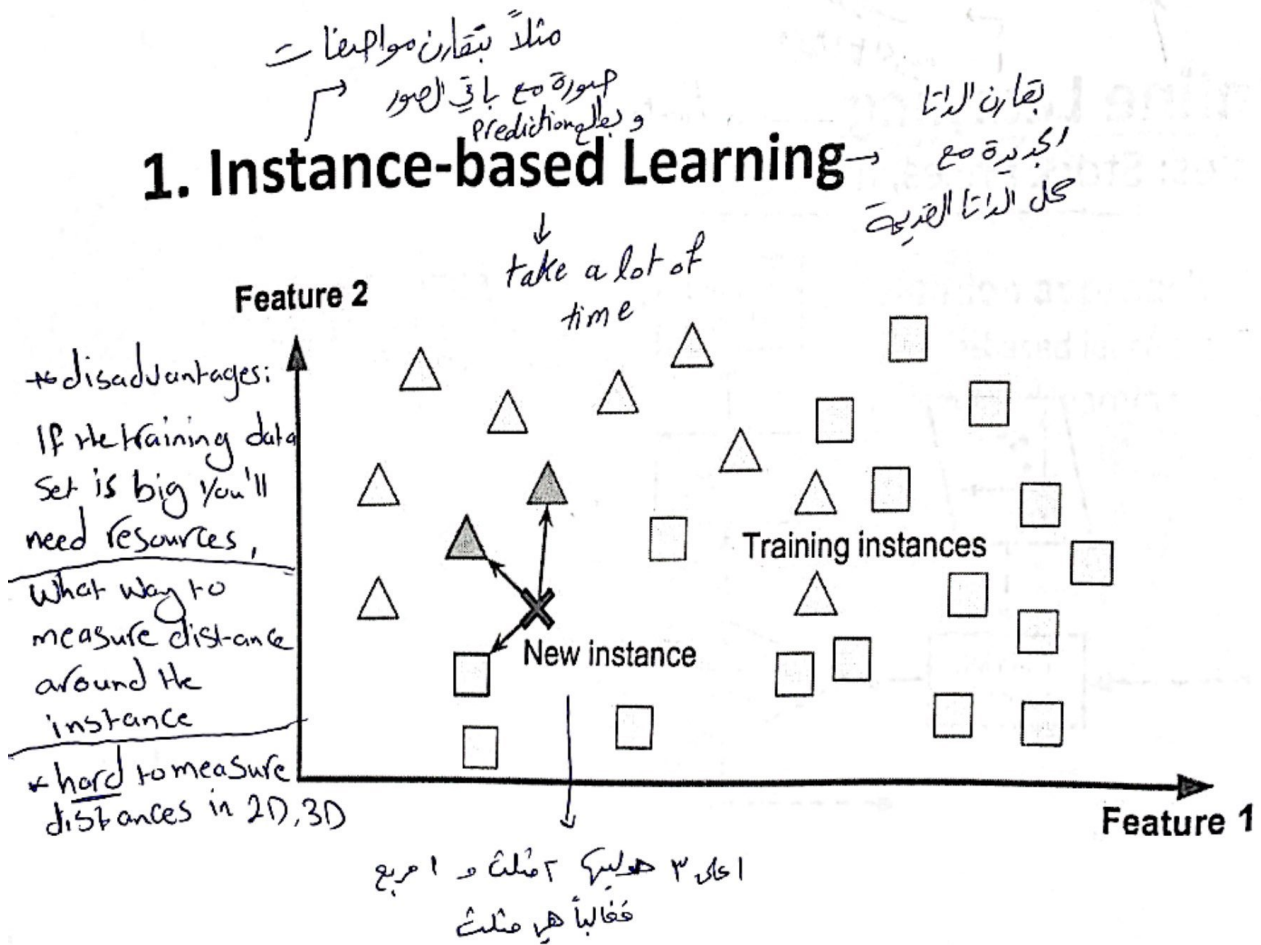 مثلاً بتقارن مواصفات
صورة مع باقي الصور
و بطلع prediction
1. Instance-based Learning
بقارن الداتا
الجديدة مع
كل الداتا القديمة
take a lot of
time
Feature 2
disadvantages:
If the training data
set is big you'll
need resources,
What way to
measure distance
around the
instance
* hard to measure
distances in 2D,3D
Training instances
New instance
Feature 1
٣ حوليها ٢ مثلث و ١ مربع
فغالباً هي مثلث